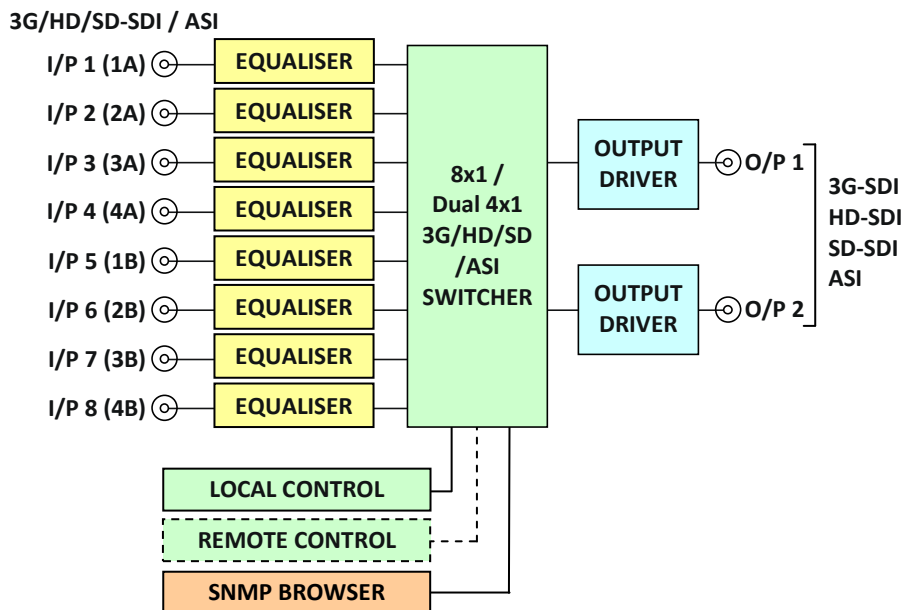 3G/HD/SD-SDI / ASI
I/P 1 (1A)
EQUALISER
I/P 2 (2A)
EQUALISER
I/P 3 (3A)
EQUALISER
I/P 4 (4A)
EQUALISER
I/P 5 (1B)
EQUALISER
I/P 6 (2B)
EQUALISER
I/P 7 (3B)
EQUALISER
I/P 8 (4B)
EQUALISER
8x1 /
Dual 4x1
3G/HD/SD
/ASI
SWITCHER
OUTPUT
DRIVER
O/P 1
OUTPUT
DRIVER
O/P 2
3G-SDI
HD-SDI
SD-SDI
ASI
LOCAL CONTROL
REMOTE CONTROL
SNMP BROWSER